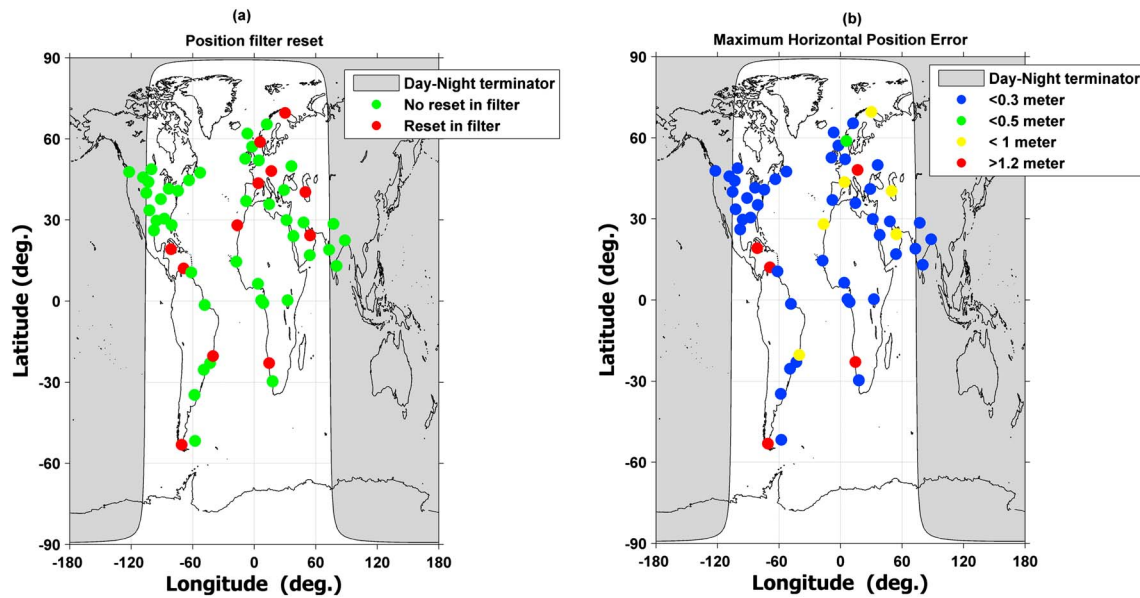 (a)
Position filter reset
Day-Night terminator
No reset in filter
Reset in filter
90
60
30
0
-30
-60
-90
Latitude (deg.)
-180
-120
-60
0
60
120
180
Longitude (deg.)
(b)
Maximum Horizontal Position Error
Day-Night terminator
<0.3 meter
<0.5 meter
< 1 meter
>1.2 meter
90
60
30
0
-30
-60
-90
Latitude (deg.)
-180
-120
-60
0
60
120
180
Longitude (deg.)